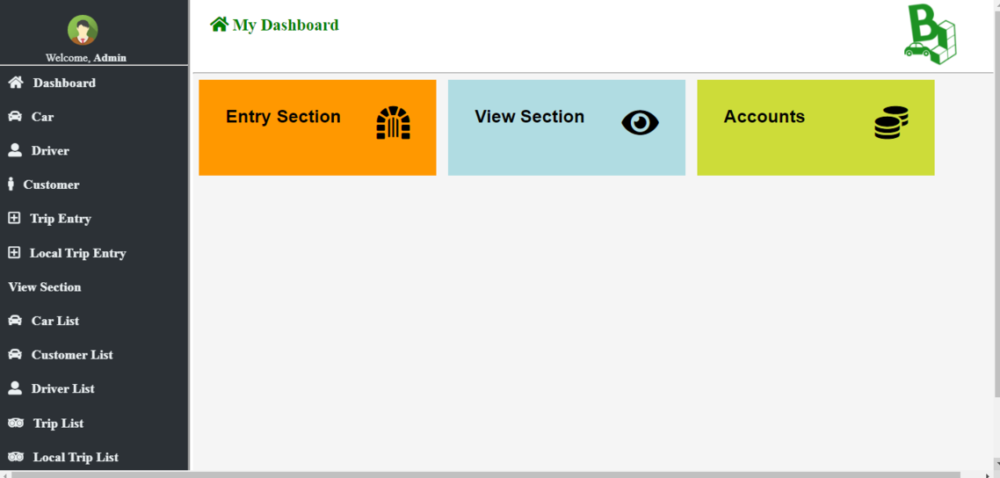 Welcome, Admin
Dashboard
Car
Driver
Customer
Trip Entry
Local Trip Entry
View Section
Car List
Customer List
Driver List
Trip List
Local Trip List
My Dashboard
B
Entry Section
View Section
Accounts